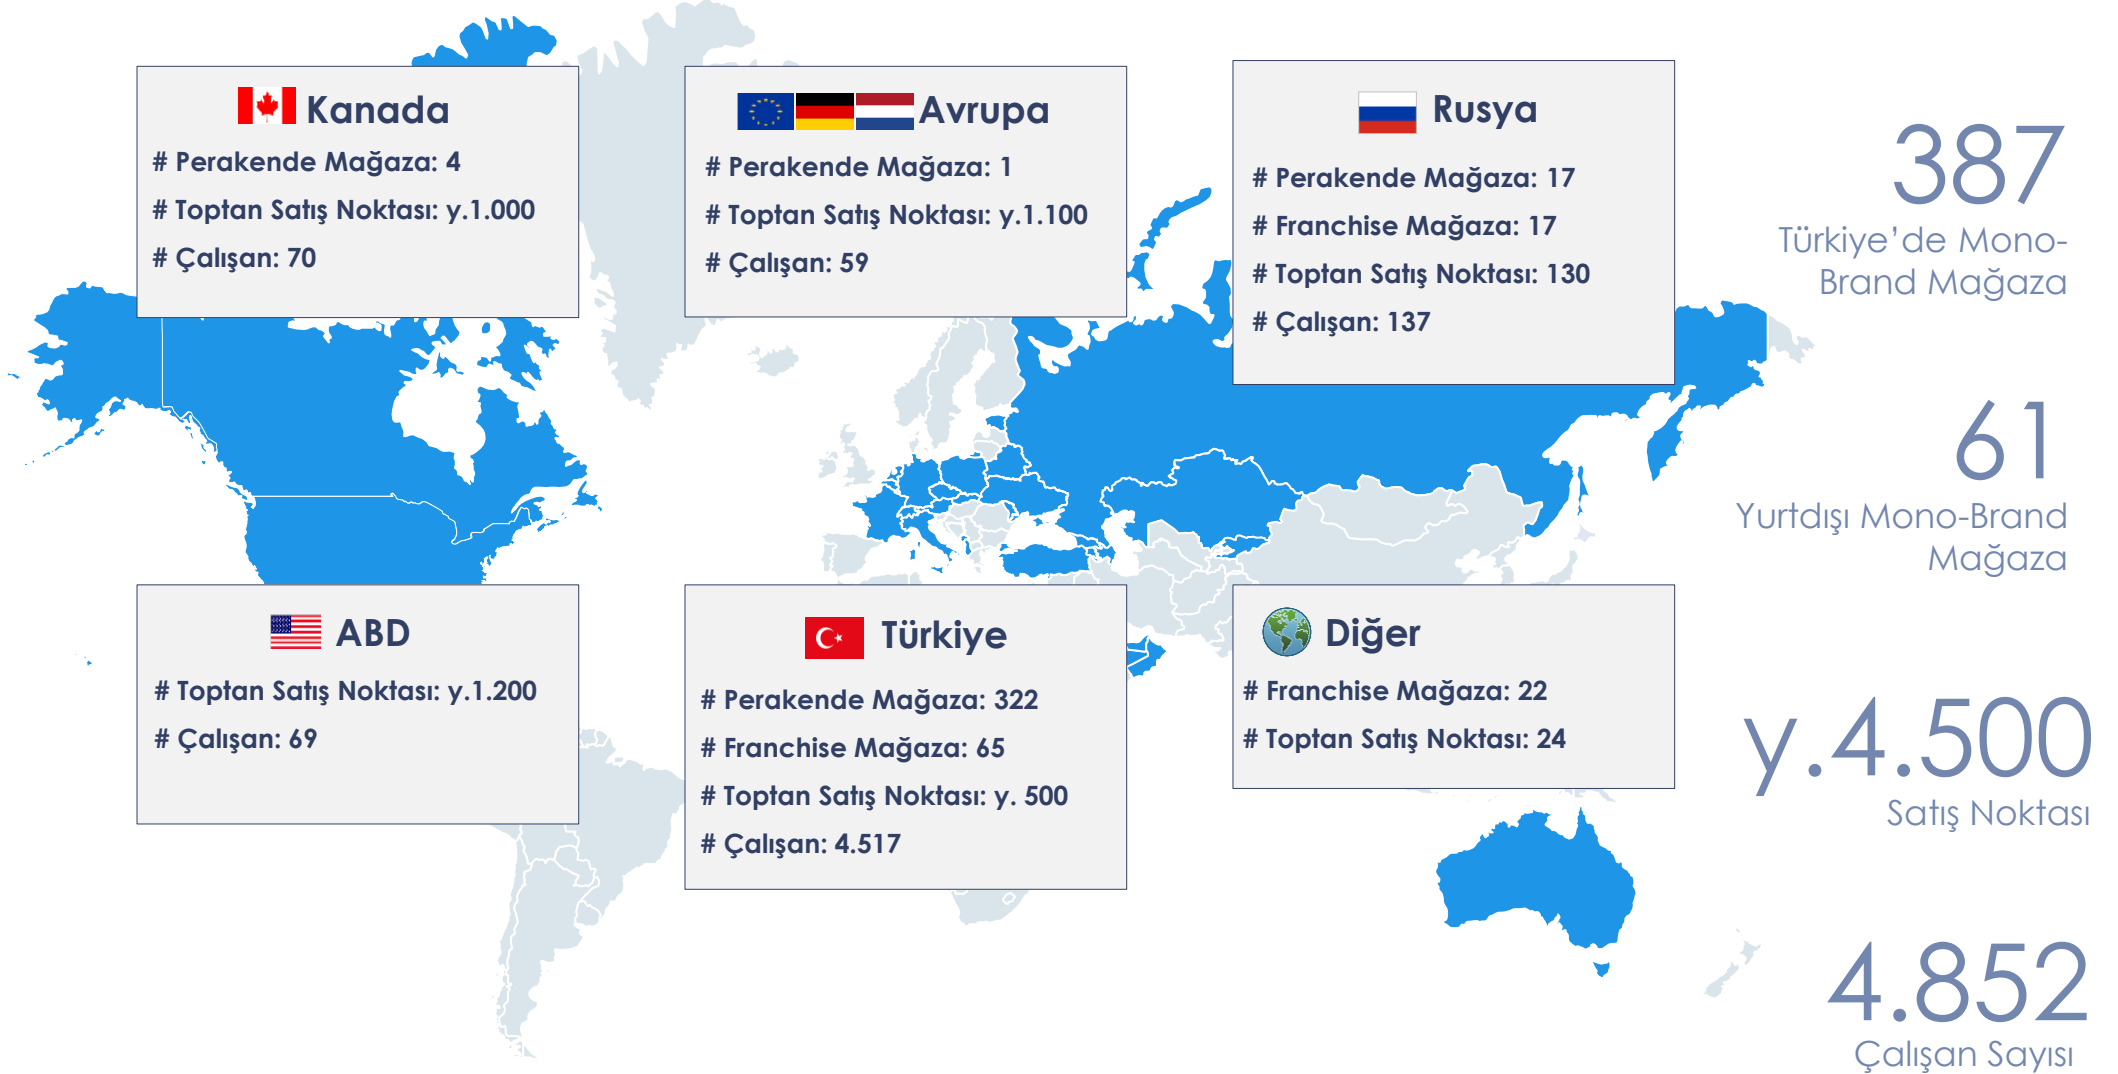 Kanada
# Perakende Mağaza: 4
# Toptan Satış Noktası: y.1.000
# Çalışan: 70
Avrupa
# Perakende Mağaza: 1
# Toptan Satış Noktası: y.1.100
# Çalışan: 59
Rusya
# Perakende Mağaza: 17
# Franchise Mağaza: 17
# Toptan Satış Noktası: 130
# Çalışan: 137
ABD
# Toptan Satış Noktası: y.1.200
# Çalışan: 69
Türkiye
# Perakende Mağaza: 322
# Franchise Mağaza: 65
# Toptan Satış Noktası: y. 500
# Çalışan: 4.517
Diğer
# Franchise Mağaza: 22
# Toptan Satış Noktası: 24
387
Türkiye’de Mono-
Brand Mağaza
61
Yurtdışı Mono-Brand
Mağaza
y.4.500
Satış Noktası
4.852
Çalışan Sayısı